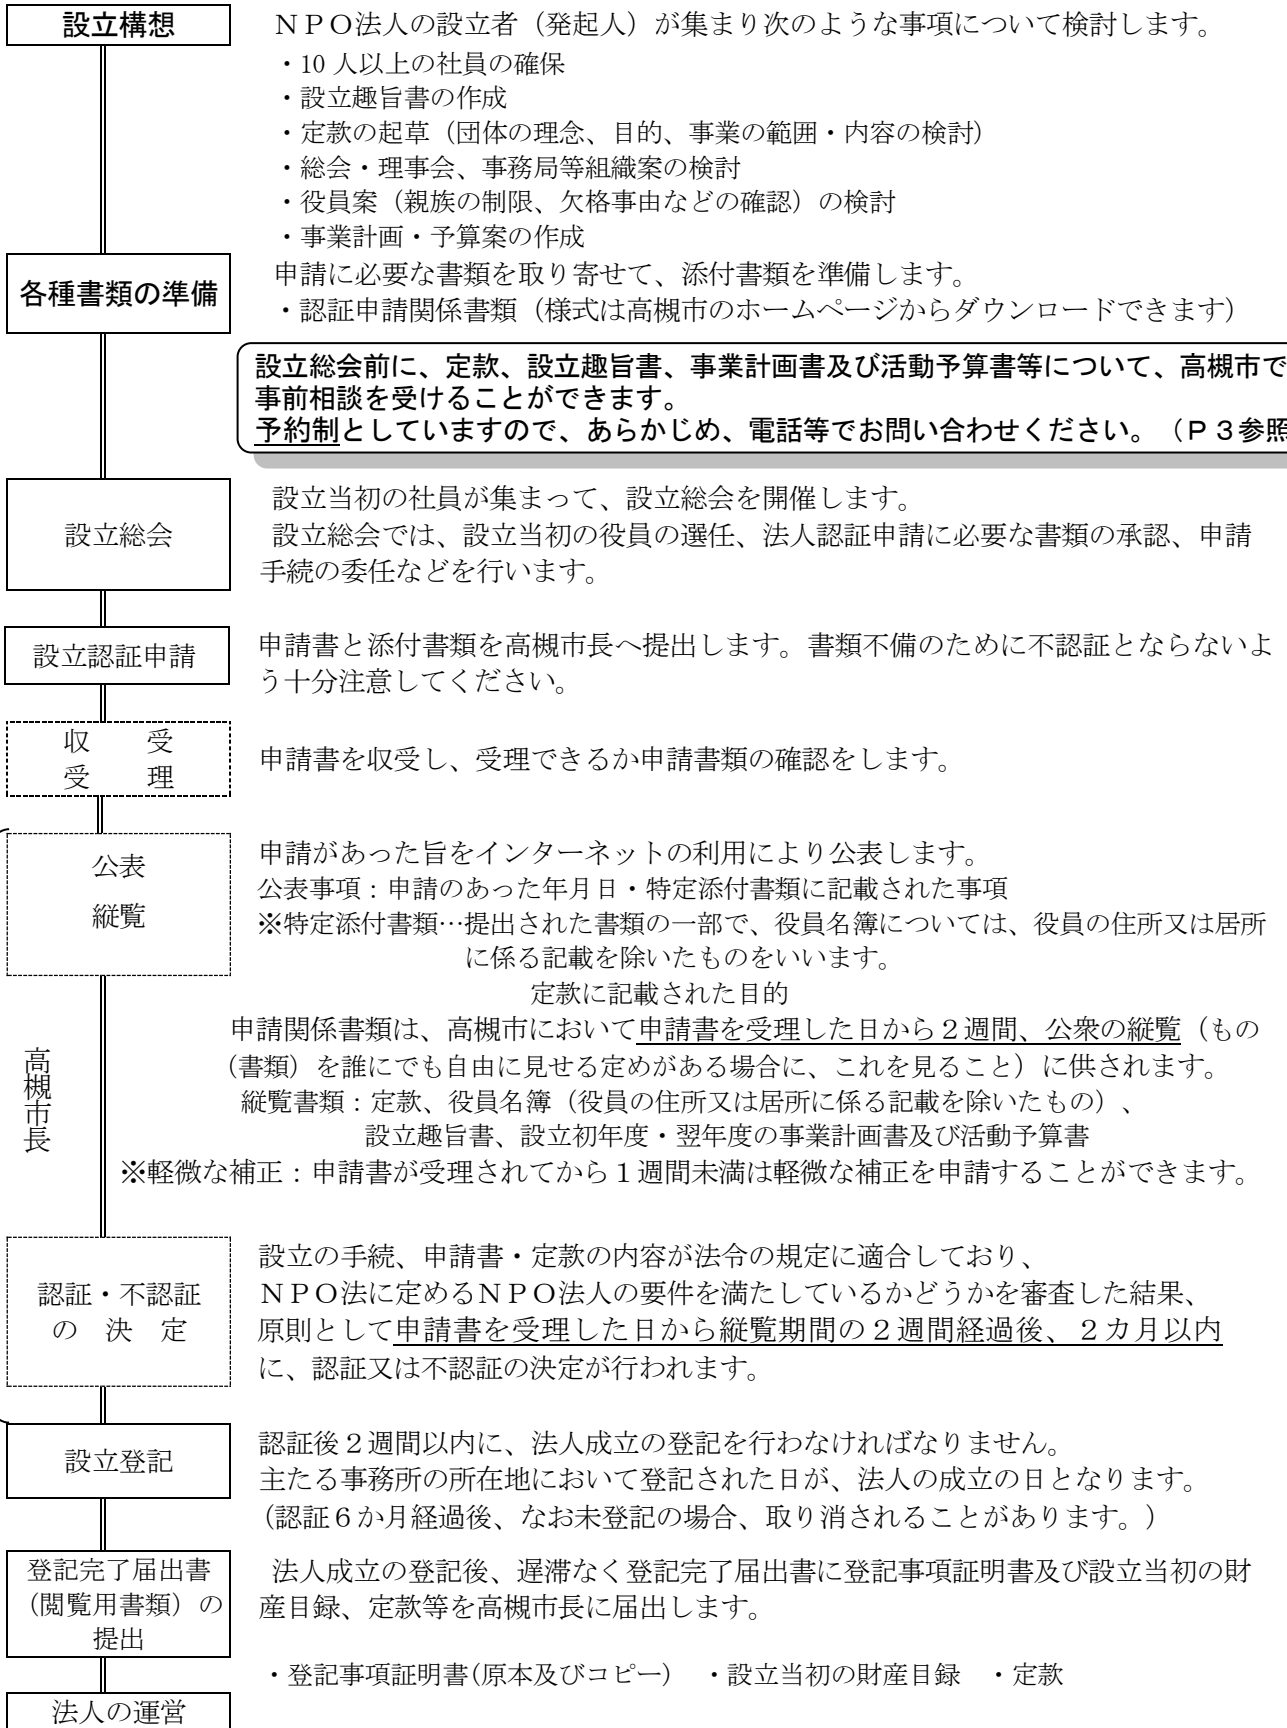 設立構想
ＮＰＯ法人の設立者（発起人）が集まり次のような事項について検討します。
・10 人以上の社員の確保
・設立趣旨書の作成
・定款の起草（団体の理念、目的、事業の範囲・内容の検討）
・総会・理事会、事務局等組織案の検討
・役員案（親族の制限、欠格事由などの確認）の検討
・事業計画・予算案の作成
各種書類の準備
申請に必要な書類を取り寄せて、添付書類を準備します。
・認証申請関係書類（様式は高槻市のホームページからダウンロードできます）
設立総会前に、定款、設立趣旨書、事業計画書及び活動予算書等について、高槻市で
事前相談を受けることができます。
予約制としていますので、あらかじめ、電話等でお問い合わせください。（Ｐ３参照
設立総会
設立当初の社員が集まって、設立総会を開催します。
設立総会では、設立当初の役員の選任、法人認証申請に必要な書類の承認、申請
手続の委任などを行います。
設立認証申請
申請書と添付書類を高槻市長へ提出します。書類不備のために不認証とならないよ
う十分注意してください。
収　受
受　理
申請書を収受し、受理できるか申請書類の確認をします。
公表
縦覧
申請があった旨をインターネットの利用により公表します。
公表事項：申請のあった年月日・特定添付書類に記載された事項
※特定添付書類…提出された書類の一部で、役員名簿については、役員の住所又は居所
に係る記載を除いたものをいいます。
定款に記載された目的
申請関係書類は、高槻市において申請書を受理した日から２週間、公衆の縦覧（もの
（書類）を誰にでも自由に見せる定めがある場合に、これを見ること）に供されます。
縦覧書類：定款、役員名簿（役員の住所又は居所に係る記載を除いたもの）、
設立趣旨書、設立初年度・翌年度の事業計画書及び活動予算書
※軽微な補正：申請書が受理されてから１週間未満は軽微な補正を申請することができます。
高槻市長
認証・不認証
の　決　定
設立の手続、申請書・定款の内容が法令の規定に適合しており、
ＮＰＯ法に定めるＮＰＯ法人の要件を満たしているかどうかを審査した結果、
原則として申請書を受理した日から縦覧期間の２週間経過後、２カ月以内
に、認証又は不認証の決定が行われます。
設立登記
認証後２週間以内に、法人成立の登記を行わなければなりません。
主たる事務所の所在地において登記された日が、法人の成立の日となります。
（認証６か月経過後、なお未登記の場合、取り消されることがあります。）
登記完了届出書
（閲覧用書類）の
提出
法人成立の登記後、遅滞なく登記完了届出書に登記事項証明書及び設立当初の財
産目録、定款等を高槻市長に届出します。
・登記事項証明書(原本及びコピー)　・設立当初の財産目録　・定款
法人の運営